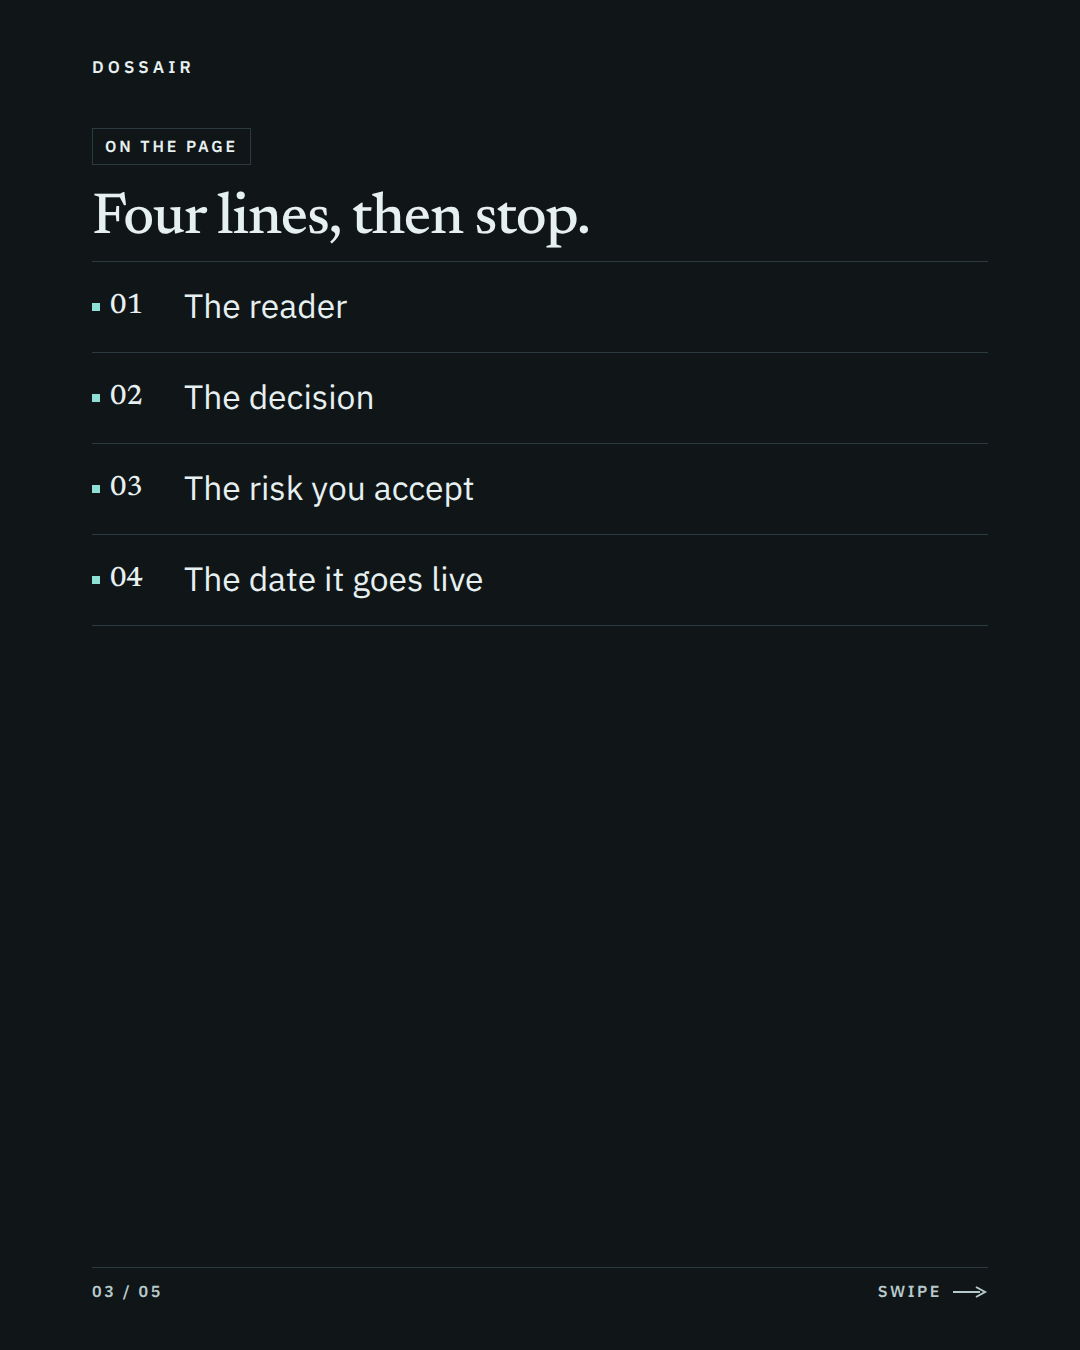 DOSSAIR
ON THE PAGE
Four lines, then stop.
01 The reader
02 The decision
03 The risk you accept
04 The date it goes live
03 / 05
SWIPE